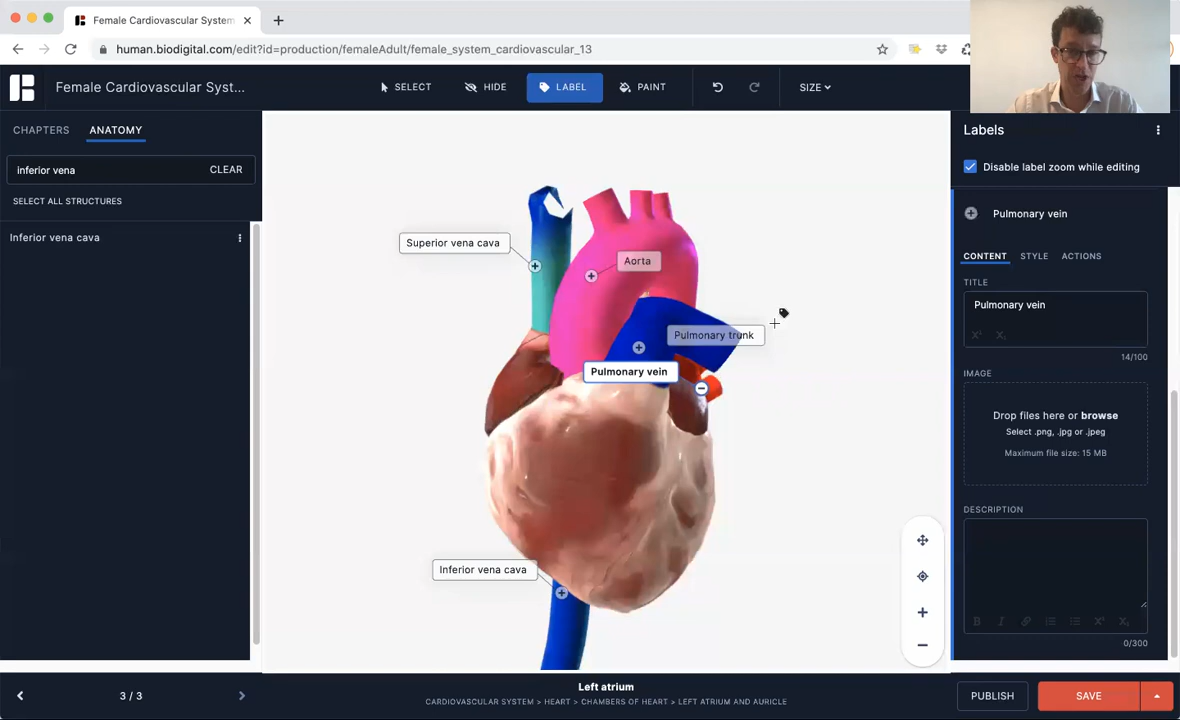 Female Cardiovascular System
human.biodigital.com/edit?id=production/femaleAdult/female_system_cardiovascular_13
Female Cardiovascular Syst...
SELECT
HIDE
LABEL
PAINT
SIZE
CHAPTERS
ANATOMY
inferior vena
CLEAR
SELECT ALL STRUCTURES
Inferior vena cava
Superior vena cava
Aorta
Pulmonary trunk
Pulmonary vein
Inferior vena cava
Labels
Disable label zoom while editing
Pulmonary vein
CONTENT
STYLE
ACTIONS
TITLE
Pulmonary vein
X² X₂
14/100
IMAGE
Drop files here or browse
Select .png, .jpg or .jpeg
Maximum file size: 15 MB
DESCRIPTION
B I X² X₂
0/300
3 / 3
Left atrium
CARDIOVASCULAR SYSTEM > HEART > CHAMBERS OF HEART > LEFT ATRIUM AND AURICLE
PUBLISH
SAVE